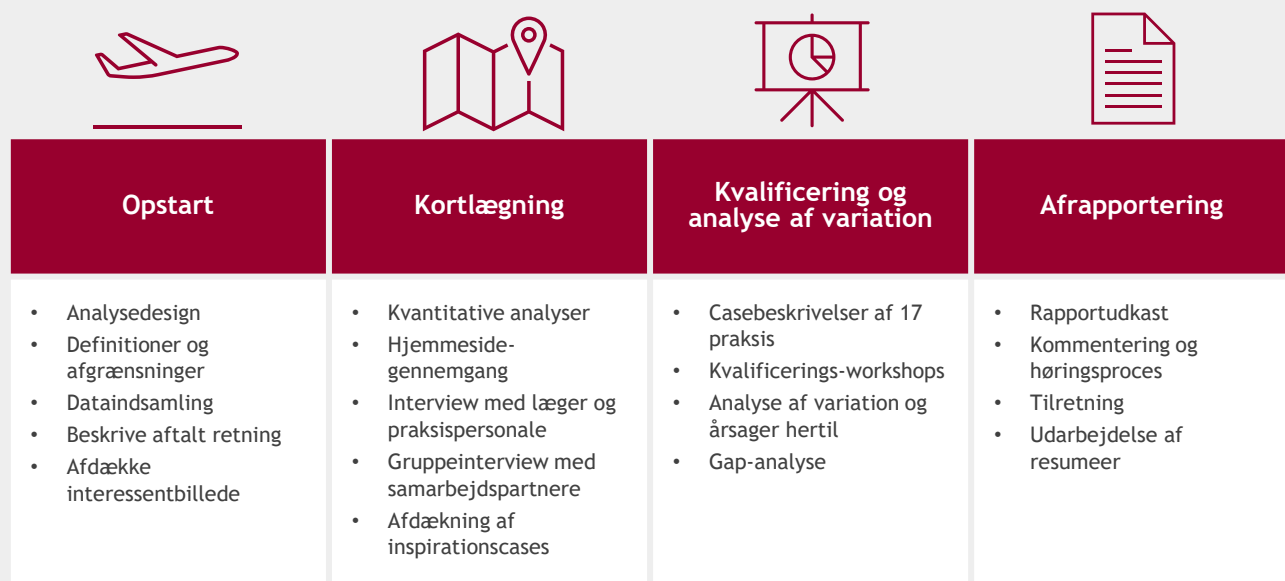 Opstart
Kortlægning
Kvalificering og
analyse af variation
Afrapportering
• Analysedesign
• Definitioner og
afgrænsninger
• Dataindsamling
• Beskrive aftalt retning
• Afdække
interessentbillede
• Kvantitative analyser
• Hjemmeside-
gennemgang
• Interview med læger og
praksispersonale
• Gruppeinterview med
samarbejdspartnere
• Afdækning af
inspirationscases
• Casebeskrivelser af 17
praksis
• Kvalificerings-workshops
• Analyse af variation og
årsager hertil
• Gap-analyse
• Rapportudkast
• Kommentering og
høringsproces
• Tilretning
• Udarbejdelse af
resumeer